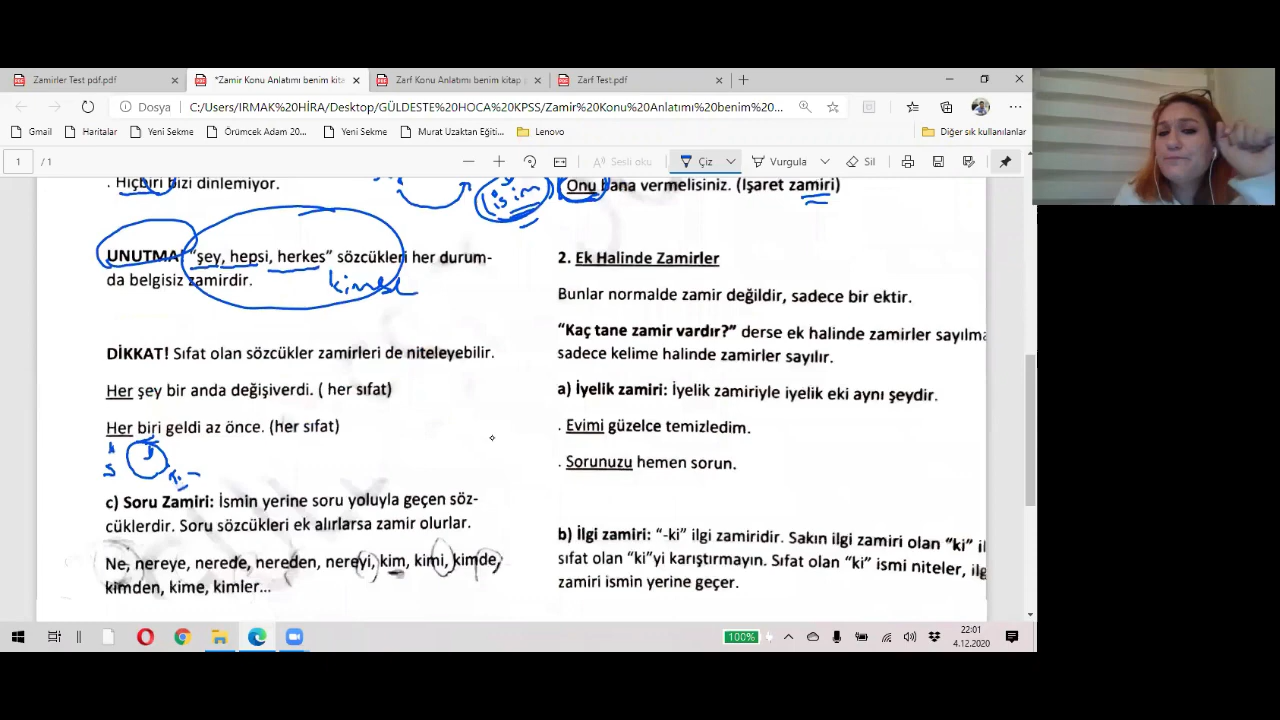 Zamirler Test pdf.pdf
*Zamir Konu Anlatımı benim kita
Zarf Konu Anlatımı benim kitap
Zarf Test.pdf
Dosya
C:/Users/IRMAK%20HİRA/Desktop/GÜLDESTE%20HOCA%20KPSS/Zamir%20Konu%20Anlatımı%20benim%20...
Gmail
Haritalar
Yeni Sekme
Örümcek Adam 20...
Yeni Sekme
Murat Uzaktan Eğiti...
Lenovo
Diğer sık kullanılanlar
1 /1
Sesli oku
Çiz
Vurgula
Sil
. Hiçbiri bizi dinlemiyor.
isim
UNUTMA! "şey, hepsi, herkes" sözcükleri her durum-
da belgisiz zamirdir.
kimse
DİKKAT! Sıfat olan sözcükler zamirleri de niteleyebilir.
Her şey bir anda değişiverdi. ( her sıfat)
Her biri geldi az önce. (her sıfat)
c) Soru Zamiri: İsmin yerine soru yoluyla geçen söz-
cüklerdir. Soru sözcükleri ek alırlarsa zamir olurlar.
Ne, nereye, nerede, nereden, nereyi, kim, kimi, kimde,
kimden, kime, kimler...
Onu bana vermelisiniz. (İşaret zamiri)
2. Ek Halinde Zamirler
Bunlar normalde zamir değildir, sadece bir ektir.
"Kaç tane zamir vardır?" derse ek halinde zamirler sayılma
sadece kelime halinde zamirler sayılır.
a) İyelik zamiri: İyelik zamiriyle iyelik eki aynı şeydir.
. Evimi güzelce temizledim.
. Sorunuzu hemen sorun.
b) İlgi zamiri: "-ki" ilgi zamiridir. Sakın ilgi zamiri olan "ki" il
sıfat olan "ki"yi karıştırmayın. Sıfat olan "ki" ismi niteler, ilg
zamiri ismin yerine geçer.
100%
22:01
4.12.2020